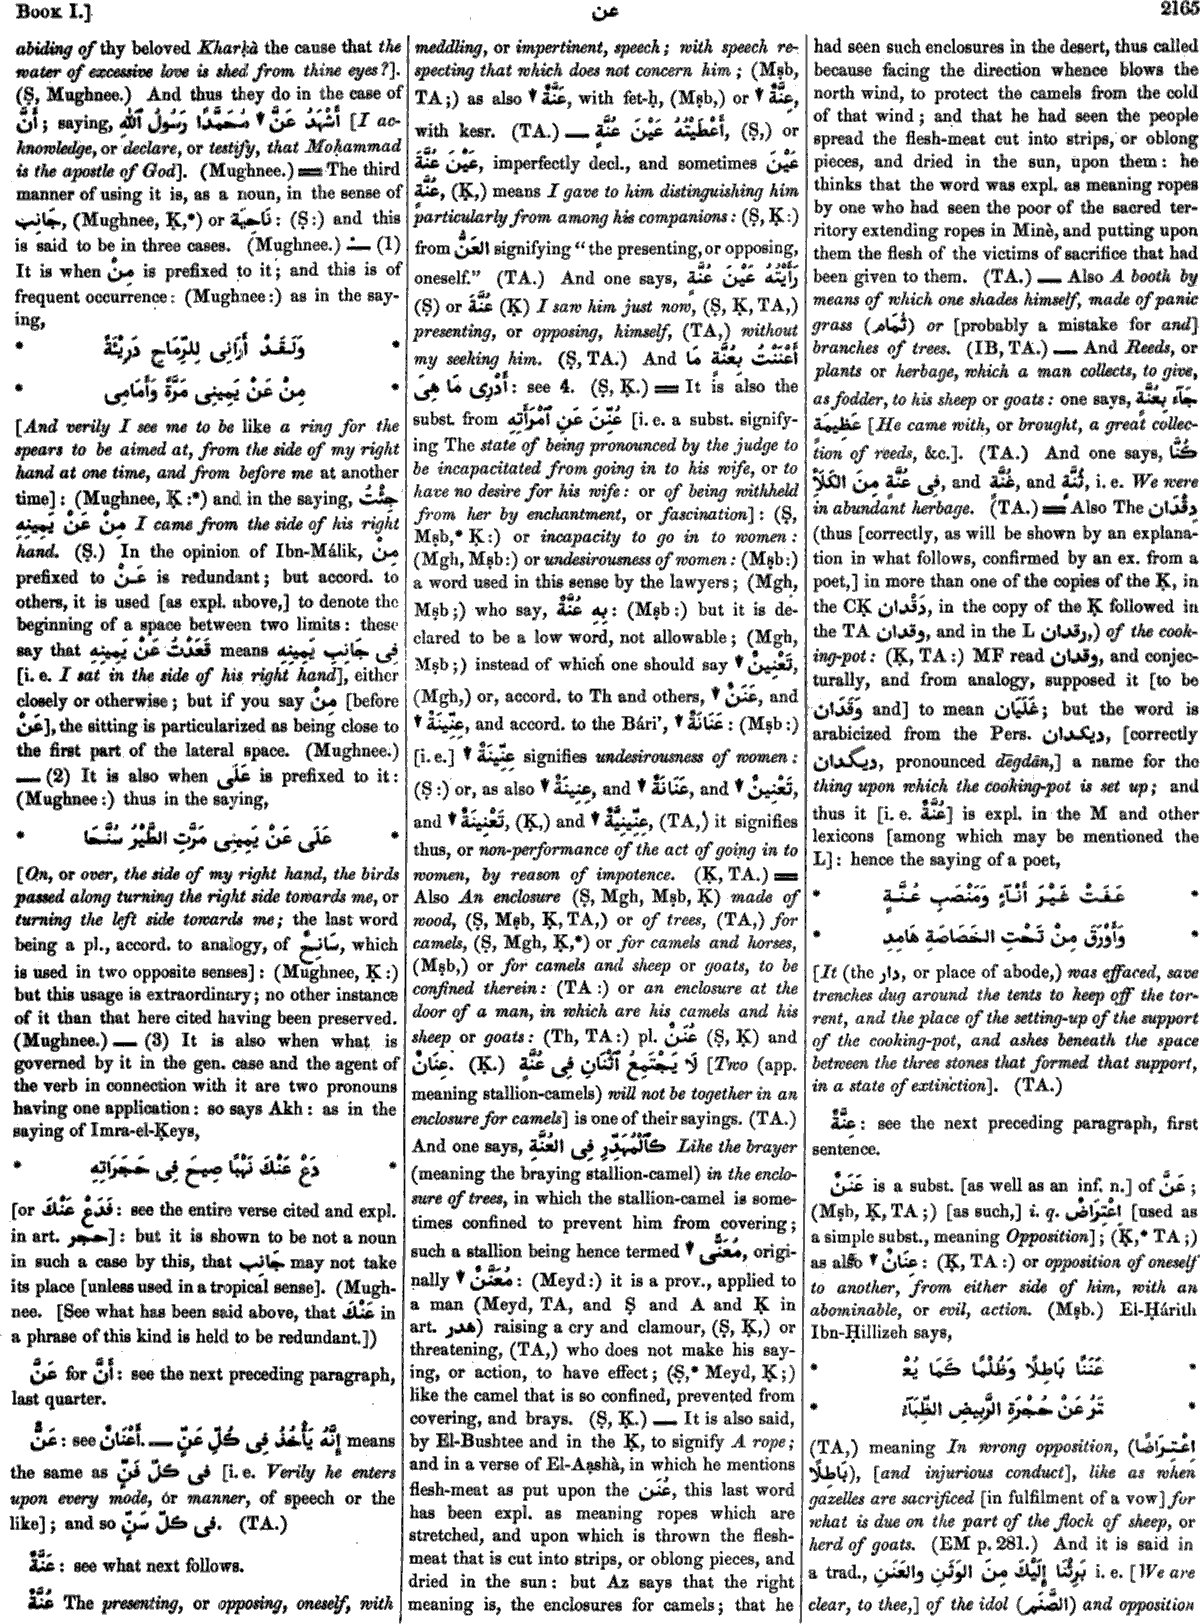 Book I.]
عن
2165
abiding of thy beloved Kharḳà the cause that the
water of excessive love is shed from thine eyes?].
(Ṣ, Mughnee.) And thus they do in the case of
أَنَّ ; saying, أَشْهَدُ عَنَّ ▼ مُحَمَّدًا رَسُولُ ٱللّٰهِ [I ac-
knowledge, or declare, or testify, that Moḥammad
is the apostle of God]. (Mughnee.) ══ The third
manner of using it is, as a noun, in the sense of
جَانِب, (Mughnee, Ḳ,*) or نَاحِيَة : (Ṣ:) and this
is said to be in three cases. (Mughnee.) — (1)
It is when مِنْ is prefixed to it; and this is of
frequent occurrence: (Mughnee:) as in the say-
ing,
* وَلَقَدْ أَرَانِى لِلرِّمَاحِ دَرِيْئَةً *
* مِنْ عَنْ يَمِينِى مَرَّةً وَأَمَامِى *
[And verily I see me to be like a ring for the
spears to be aimed at, from the side of my right
hand at one time, and from before me at another
time]: (Mughnee, Ḳ:*) and in the saying, جِئْتُ
مِنْ عَنْ يَمِينِهِ I came from the side of his right
hand. (Ṣ.) In the opinion of Ibn-Málik, مِنْ
prefixed to عَنْ is redundant; but accord. to
others, it is used [as expl. above,] to denote the
beginning of a space between two limits: these
say that قَعَدْتُ عَنْ يَمِينِهِ means فِى جَانِبِ يَمِينِهِ
[i. e. I sat in the side of his right hand], either
closely or otherwise; but if you say مِنْ [before
عَنْ], the sitting is particularized as being close to
the first part of the lateral space. (Mughnee.)
— (2) It is also when عَلَى is prefixed to it:
(Mughnee:) thus in the saying,
* عَلَى عَنْ يَمِينِى مَرَّتِ الطَّيْرُ سُنَّحَا *
[On, or over, the side of my right hand, the birds
passed along turning the right side towards me, or
turning the left side towards me; the last word
being a pl., accord. to analogy, of سَانِحٌ, which
is used in two opposite senses]: (Mughnee, Ḳ:)
but this usage is extraordinary; no other instance
of it than that here cited having been preserved.
(Mughnee.) — (3) It is also when what is
governed by it in the gen. case and the agent of
the verb in connection with it are two pronouns
having one application: so says Akh: as in the
saying of Imra-el-Ḳeys,
* دَعْ عَنْكَ نَهْبًا صِيحَ فِى حَجَرَاتِهِ *
[or فَدَعْ عَنْكَ: see the entire verse cited and expl.
in art. حجر]: but it is shown to be not a noun
in such a case by this, that جَانِب may not take
its place [unless used in a tropical sense]. (Mugh-
nee. [See what has been said above, that عَنْكَ in
a phrase of this kind is held to be redundant.])
عَنَّ for أَنَّ: see the next preceding paragraph,
last quarter.
عَنٌّ: see أَعْنَانٌ. — إِنَّهُ يَأْخُذُ فِى كُلِّ عَنٍّ means
the same as فِى كُلِّ فَنٍّ [i. e. Verily he enters
upon every mode, or manner, of speech or the
like]; and so فِى كُلِّ سَنٍّ. (TA.)
عَنَّةٌ: see what next follows.
عُنَّةٌ The presenting, or opposing, oneself, with
meddling, or impertinent, speech; with speech re-
specting that which does not concern him; (Mṣb,
TA;) as also ▼ عَنَّةٌ, with fet-ḥ, (Mṣb,) or ▼ عِنَّةٌ,
with kesr. (TA.) — أَعْطَيْتُهُ عَيْنَ عُنَّةٍ, (Ṣ,) or
عَيْنَ عُنَّةَ, imperfectly decl., and sometimes عَيْنَ
عُنَّةٍ, (Ḳ,) means I gave to him distinguishing him
particularly from among his companions: (Ṣ, Ḳ:)
from العَنُّ signifying "the presenting, or opposing,
oneself." (TA.) And one says, رَأَيْتُهُ عَيْنَ عُنَّةٍ
(Ṣ) or عُنَّةَ (Ḳ) I saw him just now, (Ṣ, Ḳ, TA,)
presenting, or opposing, himself, (TA,) without
my seeking him. (Ṣ, TA.) And أَعْنَنْتُ بِعُنَّةٍ مَا
أَدْرِى مَا هِىَ: see 4. (Ṣ, Ḳ.) ══ It is also the
subst. from عُنِّنَ عَنِ ٱمْرَأَتِهِ [i. e. a subst. signify-
ing The state of being pronounced by the judge to
be incapacitated from going in to his wife, or to
have no desire for his wife: or of being withheld
from her by enchantment, or fascination]: (Ṣ,
Mṣb,* Ḳ:) or incapacity to go in to women:
(Mgh, Mṣb:) or undesirousness of women: (Mṣb:)
a word used in this sense by the lawyers; (Mgh,
Mṣb;) who say, بِهِ عُنَّةٌ: (Mṣb:) but it is de-
clared to be a low word, not allowable; (Mgh,
Mṣb;) instead of which one should say ▼ تَعْنِينٌ,
(Mgh,) or, accord. to Th and others, ▼ عَنَنٌ, and
▼ عِنِّينَةٌ, and accord. to the Bári', ▼ عَنَانَةٌ: (Mṣb:)
[i. e.] ▼ عِنِّينَةٌ signifies undesirousness of women:
(Ṣ:) or, as also ▼ عِنِينَةٌ, and ▼ عَنَانَةٌ, and ▼ تَعْنِينٌ,
and ▼ تَعْنِينَةٌ, (Ḳ,) and ▼ عِنِّينِيَّةٌ, (TA,) it signifies
thus, or non-performance of the act of going in to
women, by reason of impotence. (Ḳ, TA.) ══
Also An enclosure (Ṣ, Mgh, Mṣb, Ḳ) made of
wood, (Ṣ, Mṣb, Ḳ, TA,) or of trees, (TA,) for
camels, (Ṣ, Mgh, Ḳ,*) or for camels and horses,
(Mṣb,) or for camels and sheep or goats, to be
confined therein: (TA:) or an enclosure at the
door of a man, in which are his camels and his
sheep or goats: (Th, TA:) pl. عُنَنٌ (Ṣ, Ḳ) and
عِنَانٌ. (Ḳ.) لَا يَجْتَمِعُ ٱثْنَانِ فِى عُنَّةٍ [Two (app.
meaning stallion-camels) will not be together in an
enclosure for camels] is one of their sayings. (TA.)
And one says, كَٱلْمُهَدِّرِ فِى العُنَّةِ Like the brayer
(meaning the braying stallion-camel) in the enclo-
sure of trees, in which the stallion-camel is some-
times confined to prevent him from covering;
such a stallion being hence termed ▼ مُعَنًّى, origi-
nally ▼ مُعَنَّنٌ: (Meyd:) it is a prov., applied to
a man (Meyd, TA, and Ṣ and A and Ḳ in
art. هدر) raising a cry and clamour, (Ṣ, Ḳ,) or
threatening, (TA,) who does not make his say-
ing, or action, to have effect; (Ṣ,* Meyd, Ḳ;)
like the camel that is so confined, prevented from
covering, and brays. (Ṣ, Ḳ.) — It is also said,
by El-Bushtee and in the Ḳ, to signify A rope;
and in a verse of El-Aạshà, in which he mentions
flesh-meat as put upon the عُنَن, this last word
has been expl. as meaning ropes which are
stretched, and upon which is thrown the flesh-
meat that is cut into strips, or oblong pieces, and
dried in the sun: but Az says that the right
meaning is, the enclosures for camels; that he
had seen such enclosures in the desert, thus called
because facing the direction whence blows the
north wind, to protect the camels from the cold
of that wind; and that he had seen the people
spread the flesh-meat cut into strips, or oblong
pieces, and dried in the sun, upon them: he
thinks that the word was expl. as meaning ropes
by one who had seen the poor of the sacred ter-
ritory extending ropes in Minè, and putting upon
them the flesh of the victims of sacrifice that had
been given to them. (TA.) — Also A booth by
means of which one shades himself, made of panic
grass (ثُمَام) or [probably a mistake for and]
branches of trees. (IB, TA.) — And Reeds, or
plants or herbage, which a man collects, to give,
as fodder, to his sheep or goats: one says, جَآءَ بِعُنَّةٍ
عَظِيمَةٍ [He came with, or brought, a great collec-
tion of reeds, &c.]. (TA.) And one says, كُنَّا
فِى عُنَّةٍ مِنَ الكَلَأِ, and غُنَّةٍ, and ثُنَّةٍ, i. e. We were
in abundant herbage. (TA.) ══ Also The دِقْدَان
(thus [correctly, as will be shown by an explana-
tion in what follows, confirmed by an ex. from a
poet,] in more than one of the copies of the Ḳ, in
the CḲ دَقْدان, in the copy of the Ḳ followed in
the TA وقدان, and in the L رقدان,) of the cook-
ing-pot: (Ḳ, TA:) MF read وقدان, and conjec-
turally, and from analogy, supposed it [to be
وَقَدَان and] to mean غَلَيَان; but the word is
arabicized from the Pers. ديكدان, [correctly
ديگدان, pronounced dēgdān,] a name for the
thing upon which the cooking-pot is set up; and
thus it [i. e. عُنَّةٌ] is expl. in the M and other
lexicons [among which may be mentioned the
L]: hence the saying of a poet,
* عَفَتْ غَيْرَ أَنْآءٍ وَمَنْصَبِ عُنَّةٍ *
* وَأَوْرَقَ مِنْ تَحْتِ الخَصَاصَةِ هَامِدِ *
[It (the دار, or place of abode,) was effaced, save
trenches dug around the tents to keep off the tor-
rent, and the place of the setting-up of the support
of the cooking-pot, and ashes beneath the space
between the three stones that formed that support,
in a state of extinction]. (TA.)
عِنَّةٌ: see the next preceding paragraph, first
sentence.
عَنَنٌ is a subst. [as well as an inf. n.] of عَنَّ;
(Mṣb, Ḳ, TA;) [as such,] i. q. اِعْتِرَاضٌ [used as
a simple subst., meaning Opposition]; (Ḳ,* TA;)
as also ▼ عِنَانٌ: (Ḳ, TA:) or opposition of oneself
to another, from either side of him, with an
abominable, or evil, action. (Mṣb.) El-Ḥárith
Ibn-Ḥillizeh says,
* عَنَنًا بَاطِلًا وَظُلْمًا كَمَا يُعْ *
* تَرُ عَنْ حُجْرَةِ الرَّبِيضِ الظِّبَآءُ *
(TA,) meaning In wrong opposition, (اعْتِرَاضًا
بَاطِلًا), [and injurious conduct], like as when
gazelles are sacrificed [in fulfilment of a vow] for
what is due on the part of the flock of sheep, or
herd of goats. (EM p. 281.) And it is said in
a trad., بَرِئْنَا إِلَيْكَ مِنَ الوَثَنِ وَالعَنَنِ i. e. [We are
clear, to thee,] of the idol (الصَّنَم) and opposition